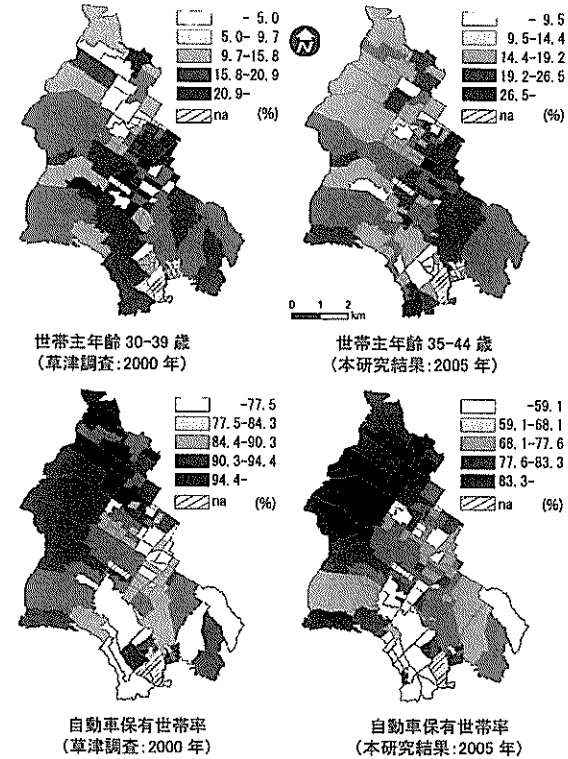 - 5.0
5.0- 9.7
9.7-15.8
15.8-20.9
20.9-
na (%)
N
- 9.5
9.5-14.4
14.4-19.2
19.2-26.5
26.5-
na (%)
0 1 2
km
世帯主年齢 30-39 歳
(草津調査:2000 年)
世帯主年齢 35-44 歳
(本研究結果:2005 年)
-77.5
77.5-84.3
84.4-90.3
90.3-94.4
94.4-
na (%)
-59.1
59.1-68.1
68.1-77.6
77.6-83.3
83.3-
na (%)
自動車保有世帯率
(草津調査:2000 年)
自動車保有世帯率
(本研究結果:2005 年)